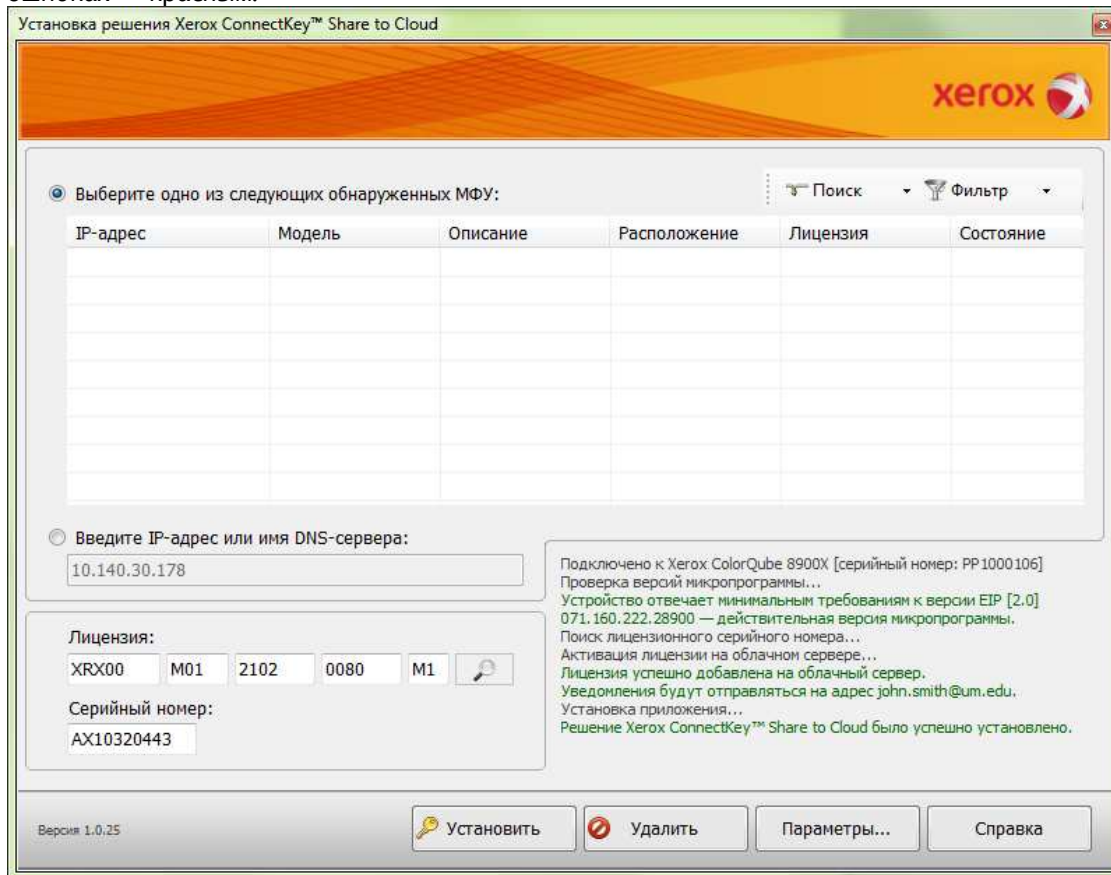 Установка решения Xerox ConnectKey™ Share to Cloud
xerox
Выберите одно из следующих обнаруженных МФУ:
Поиск
Фильтр
IP-адрес Модель Описание Расположение Лицензия Состояние
Введите IP-адрес или имя DNS-сервера:
10.140.30.178
Лицензия:
XRX00 M01 2102 0080 M1
Серийный номер:
AX10320443
Подключено к Xerox ColorQube 8900X [серийный номер: PP1000106]
Проверка версий микропрограммы...
Устройство отвечает минимальным требованиям к версии EIP [2.0]
071.160.222.28900 — действительная версия микропрограммы.
Поиск лицензионного серийного номера...
Активация лицензии на облачном сервере...
Лицензия успешно добавлена на облачный сервер.
Уведомления будут отправляться на адрес john.smith@um.edu.
Установка приложения...
Решение Xerox ConnectKey™ Share to Cloud было успешно установлено.
Версия 1.0.25
Установить Удалить Параметры... Справка